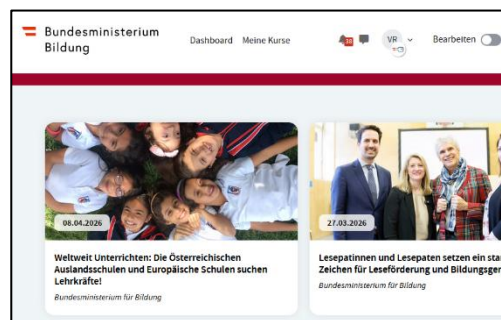 Bundesministerium
Bildung
Dashboard Meine Kurse
VR
Bearbeiten
08.04.2026
Weltweit Unterrichten: Die Österreichischen
Auslandsschulen und Europäische Schulen suchen
Lehrkräfte!
Bundesministerium für Bildung
27.03.2026
Lesepatinnen und Lesepaten setzen ein
Zeichen für Leseförderung und
Bundesministerium für Bildung